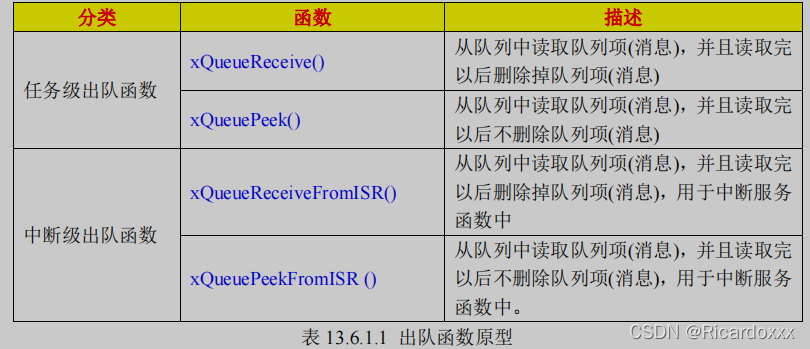 分类 函数 描述
任务级出队函数
xQueueReceive()
从队列中读取队列项(消息)，并且读取完
以后删除掉队列项(消息)
xQueuePeek()
从队列中读取队列项(消息)，并且读取完
以后不删除队列项(消息)
中断级出队函数
xQueueReceiveFromISR()
从队列中读取队列项(消息)，并且读取完
以后删除掉队列项(消息)，用于中断服务
函数中
xQueuePeekFromISR ()
从队列中读取队列项(消息)，并且读取完
以后不删除队列项(消息)，用于中断服务
函数中。
表 13.6.1.1 出队函数原型
CSDN @Ricardoxxx